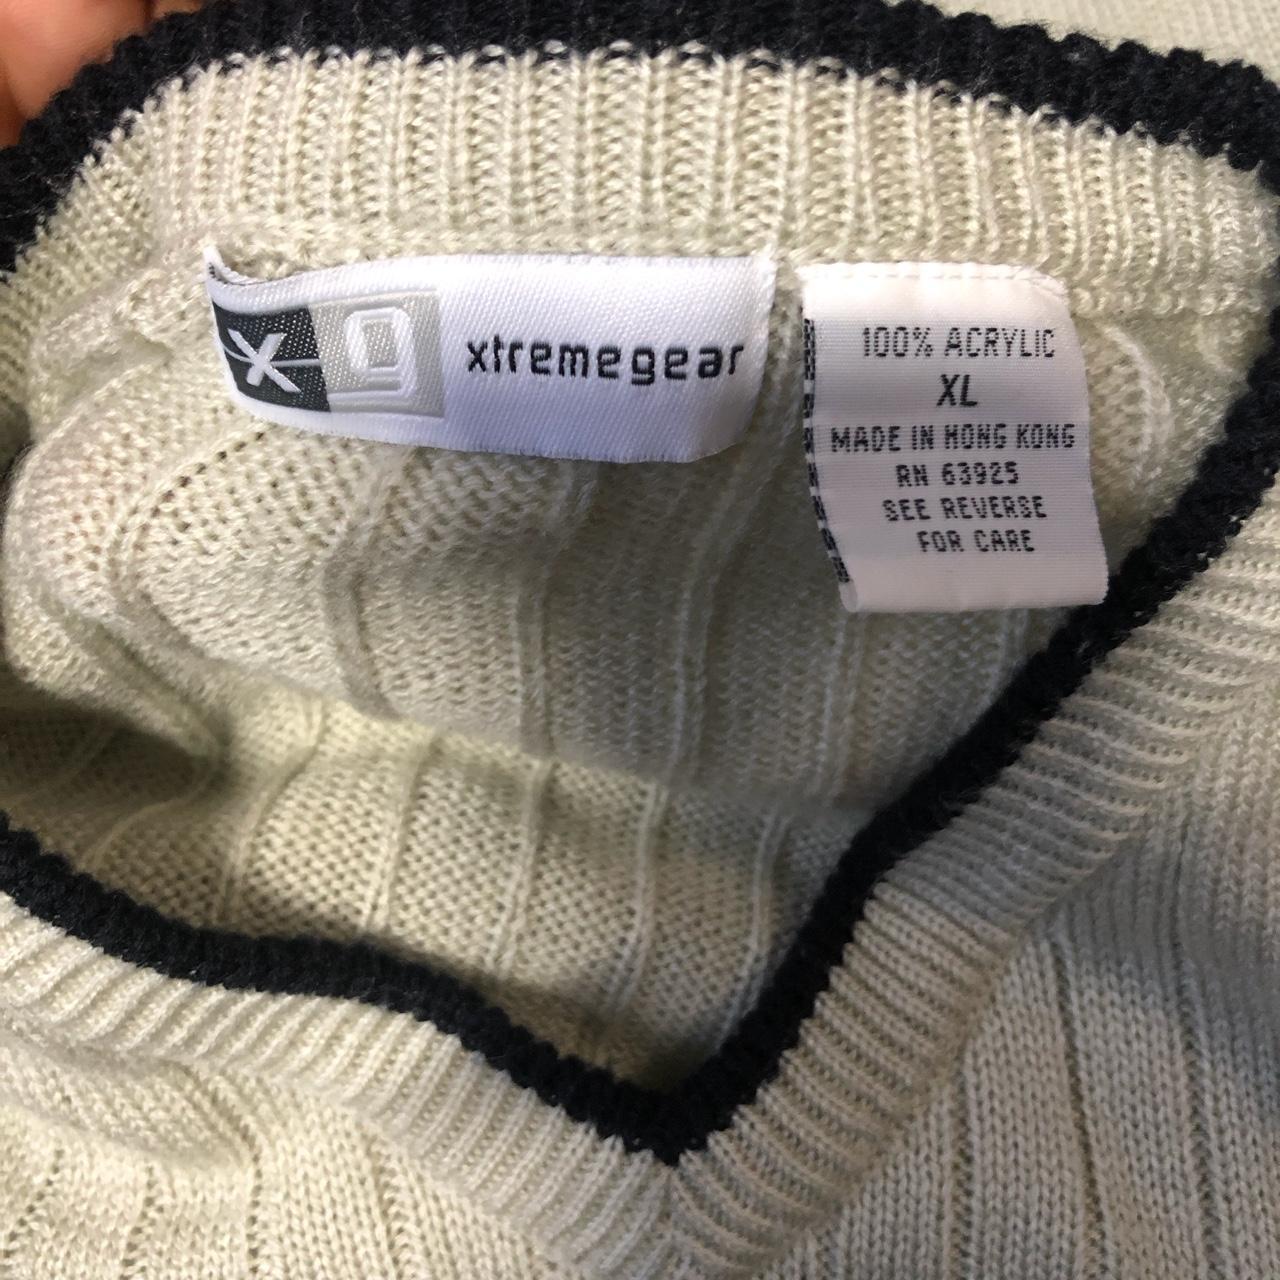 X
xtremegear
100% ACRYLIC
XL
MADE IN HONG KONG
RN 63925
SEE REVERSE
FOR CARE